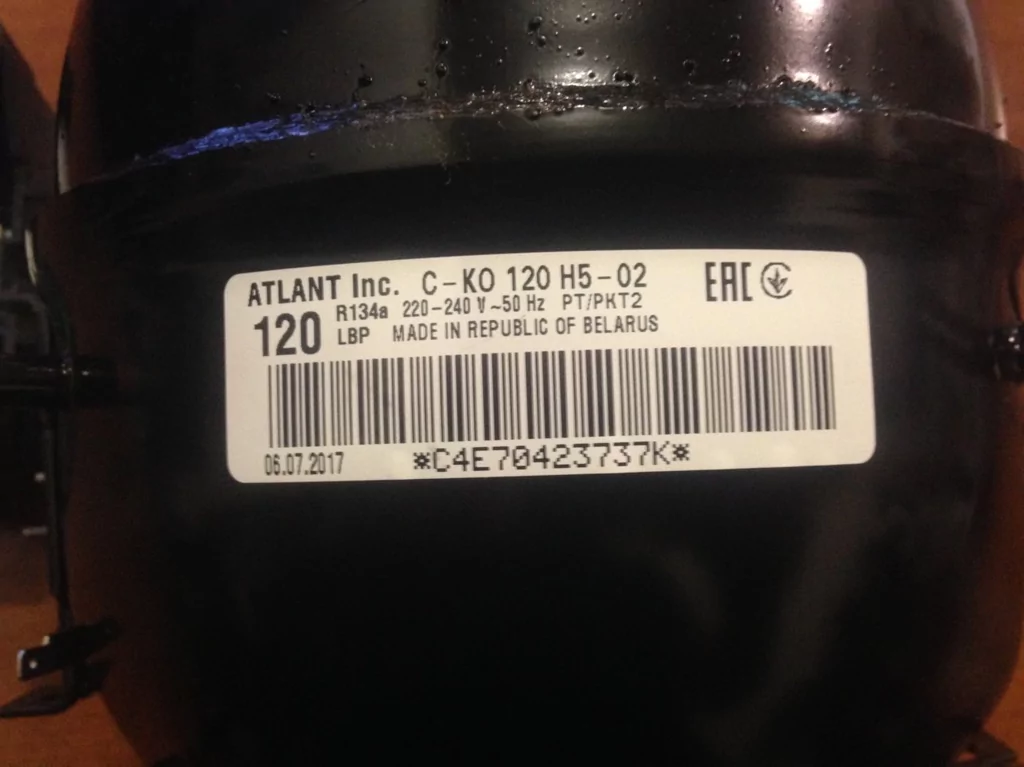 ATLANT Inc. C-KO 120 H5-02
EAC
120
R134a 220-240 V ~50 Hz PT/PKT2
LBP MADE IN REPUBLIC OF BELARUS
06.07.2017
*C4E70423737K*